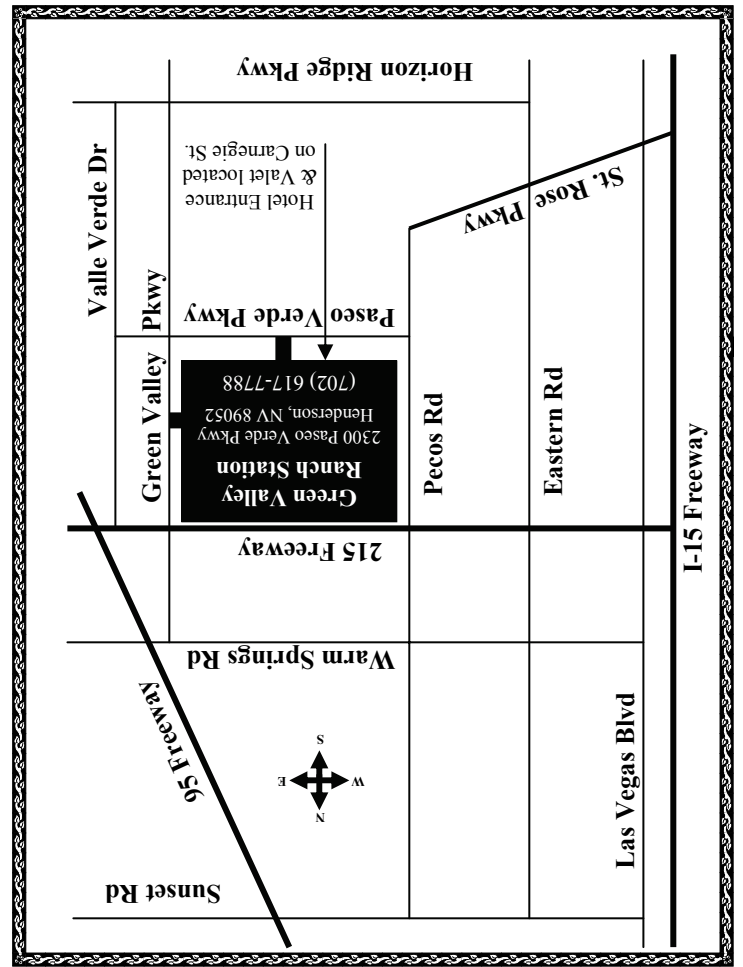 Sunset Rd
95 Freeway
N
W
E
S
Las Vegas Blvd
Warm Springs Rd
215 Freeway
I-15 Freeway
Green Valley
Ranch Station
2300 Paseo Verde Pkwy
Henderson, NV 89052
(702) 617-7788
Eastern Rd
Pecos Rd
Green Valley Pkwy
Valle Verde Dr
Paseo Verde Pkwy
St. Rose Pkwy
Hotel Entrance
& Valet located
on Carnegie St.
Horizon Ridge Pkwy